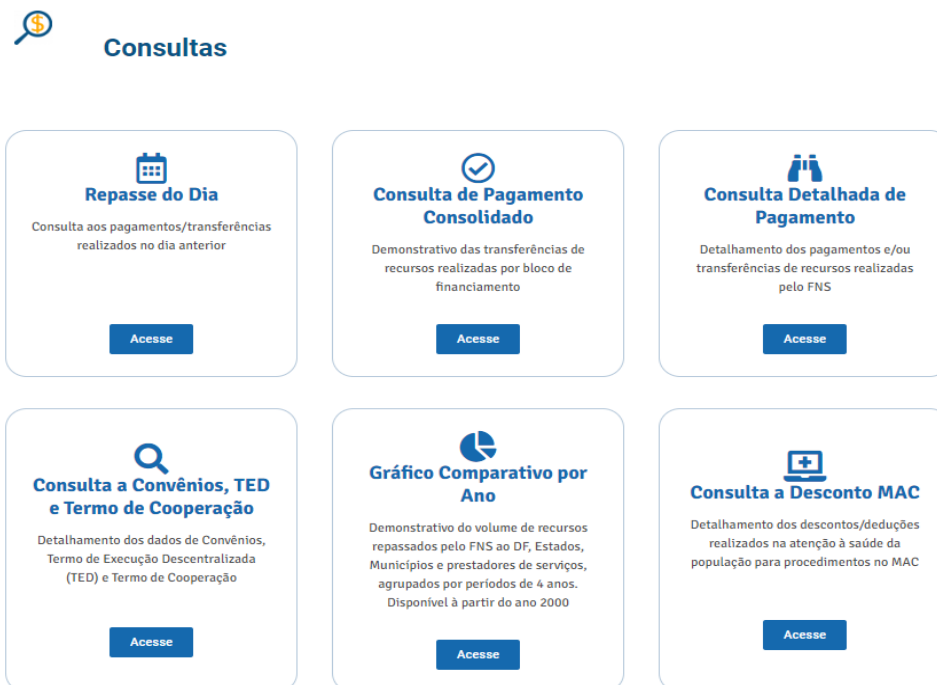 Consultas
Repasse do Dia
Consulta aos pagamentos/transferências
realizados no dia anterior
Acesse
Consulta de Pagamento
Consolidado
Demonstrativo das transferências de
recursos realizadas por bloco de
financiamento
Acesse
Consulta Detalhada de
Pagamento
Detalhamento dos pagamentos e/ou
transferências de recursos realizadas
pelo FNS
Acesse
Consulta a Convênios, TED
e Termo de Cooperação
Detalhamento dos dados de Convênios,
Termo de Execução Descentralizada
(TED) e Termo de Cooperação
Acesse
Gráfico Comparativo por
Ano
Demonstrativo do volume de recursos
repassados pelo FNS ao DF, Estados,
Municípios e prestadores de serviços,
agrupados por períodos de 4 anos.
Disponível à partir do ano 2000
Acesse
Consulta a Desconto MAC
Detalhamento dos descontos/deduções
realizados na atenção à saúde da
população para procedimentos no MAC
Acesse